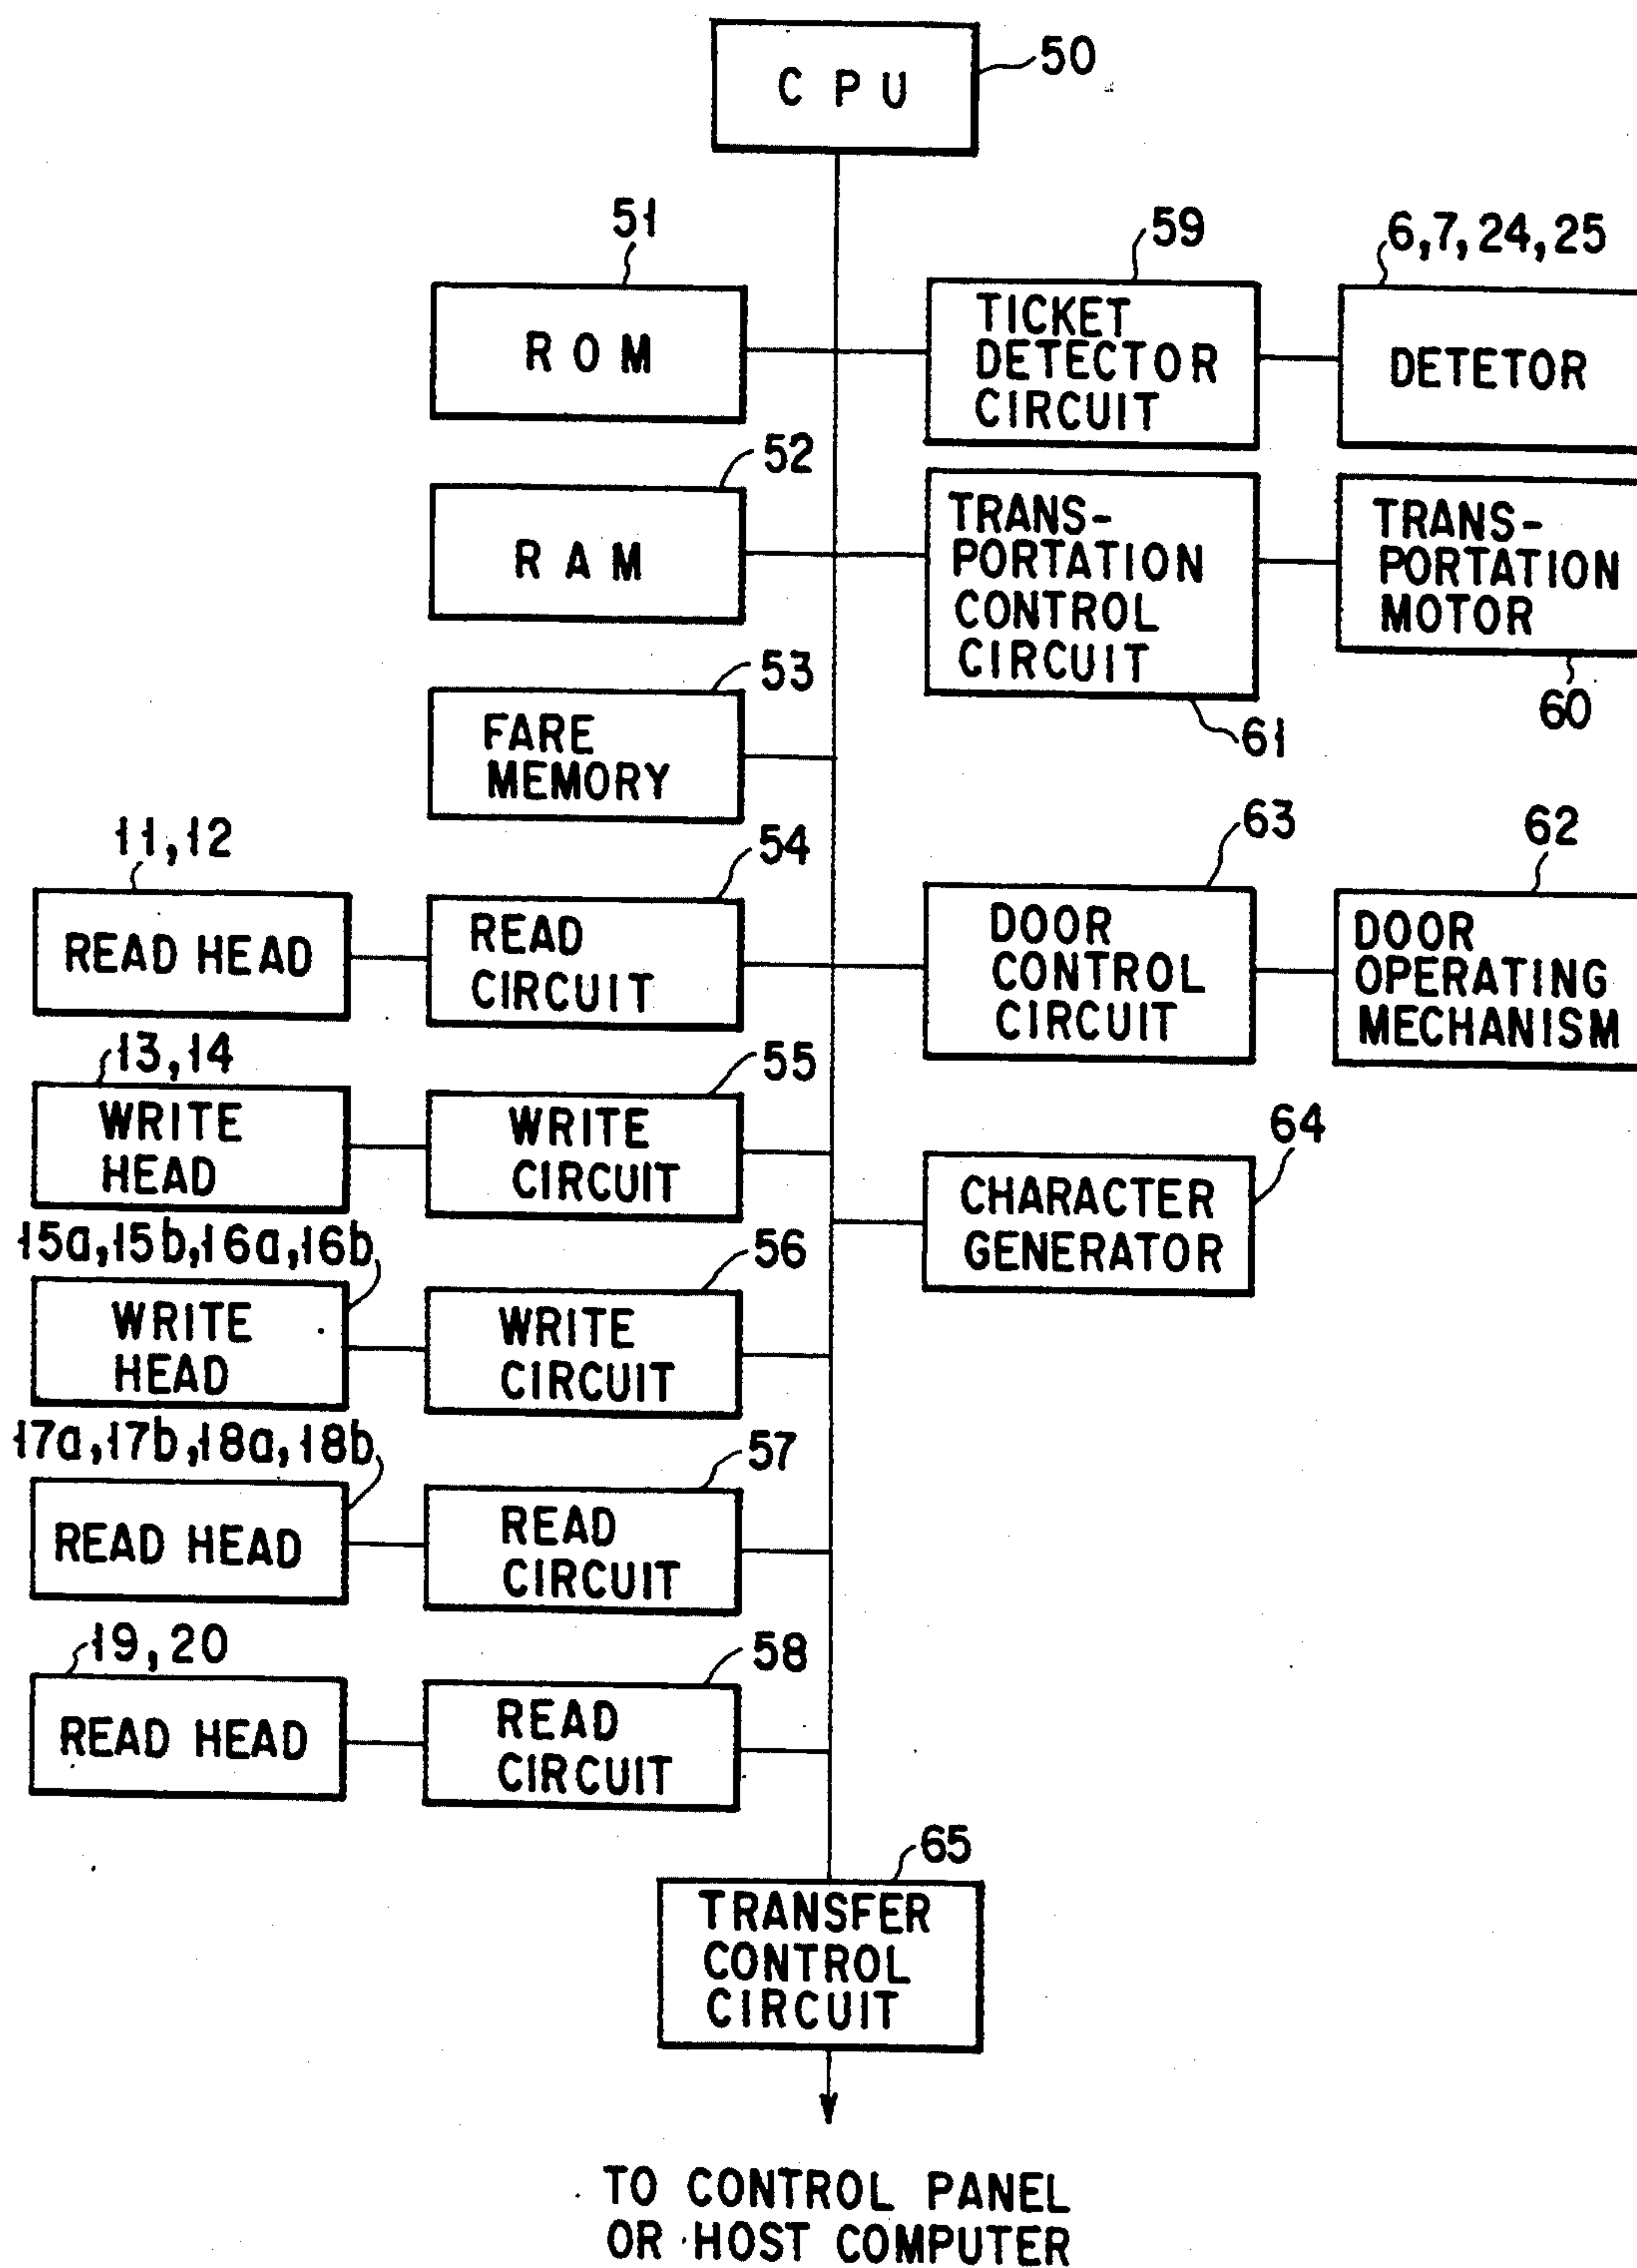 CPU
50
51
ROM
59
TICKET
DETECTOR
CIRCUIT
6,7,24,25
DETETOR
52
RAM
TRANS-
PORTATION
CONTROL
CIRCUIT
61
TRANS-
PORTATION
MOTOR
60
53
FARE
MEMORY
11,12
READ HEAD
54
READ
CIRCUIT
63
DOOR
CONTROL
CIRCUIT
62
DOOR
OPERATING
MECHANISM
13,14
WRITE
HEAD
55
WRITE
CIRCUIT
64
CHARACTER
GENERATOR
15a,15b,16a,16b
WRITE
HEAD
56
WRITE
CIRCUIT
17a,17b,18a,18b
READ HEAD
57
READ
CIRCUIT
19,20
READ HEAD
58
READ
CIRCUIT
65
TRANSFER
CONTROL
CIRCUIT
TO CONTROL PANEL
OR HOST COMPUTER